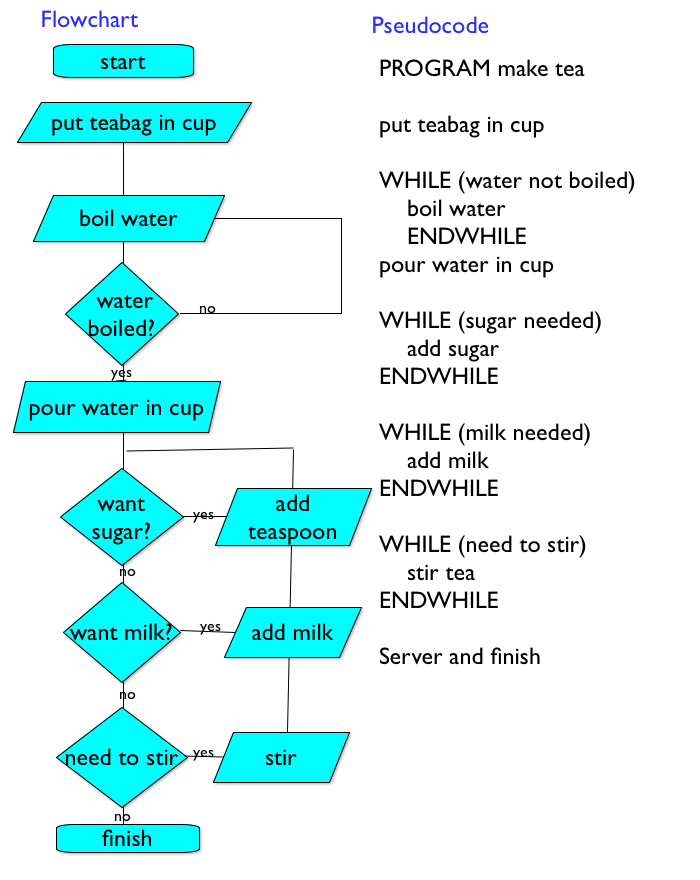 Flowchart
start
put teabag in cup
boil water
water
boiled?
no
yes
pour water in cup
want
sugar?
yes
add
teaspoon
no
want milk?
yes
add milk
no
need to stir
yes
stir
no
finish
Pseudocode
PROGRAM make tea
put teabag in cup
WHILE (water not boiled)
boil water
ENDWHILE
pour water in cup
WHILE (sugar needed)
add sugar
ENDWHILE
WHILE (milk needed)
add milk
ENDWHILE
WHILE (need to stir)
stir tea
ENDWHILE
Server and finish